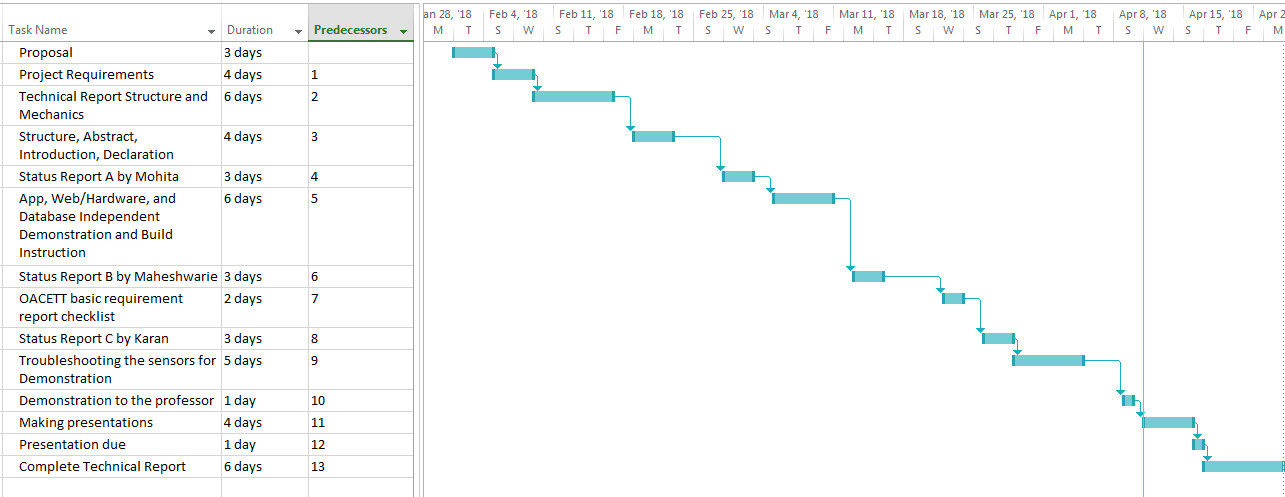 an 28, '18 Feb 4, '18 Feb 11, '18 Feb 18, '18 Feb 25, '18 Mar 4, '18 Mar 11, '18 Mar 18, '18 Mar 25, '18 Apr 1, '18 Apr 8, '18 Apr 15, '18 Apr 2
Task Name Duration Predecessors M T S W S T M F T S W S T M F T S W S T M F T S W S T M F T S W S T F M
Proposal 3 days
Project Requirements 4 days 1
Technical Report Structure and 6 days 2
Mechanics
Structure, Abstract, 4 days 3
Introduction, Declaration
Status Report A by Mohita 3 days 4
App, Web/Hardware, and 6 days 5
Database Independent
Demonstration and Build
Instruction
Status Report B by Maheshwarie 3 days 6
OACETT basic requirement 2 days 7
report checklist
Status Report C by Karan 3 days 8
Troubleshooting the sensors for 5 days 9
Demonstration
Demonstration to the professor 1 day 10
Making presentations 4 days 11
Presentation due 1 day 12
Complete Technical Report 6 days 13